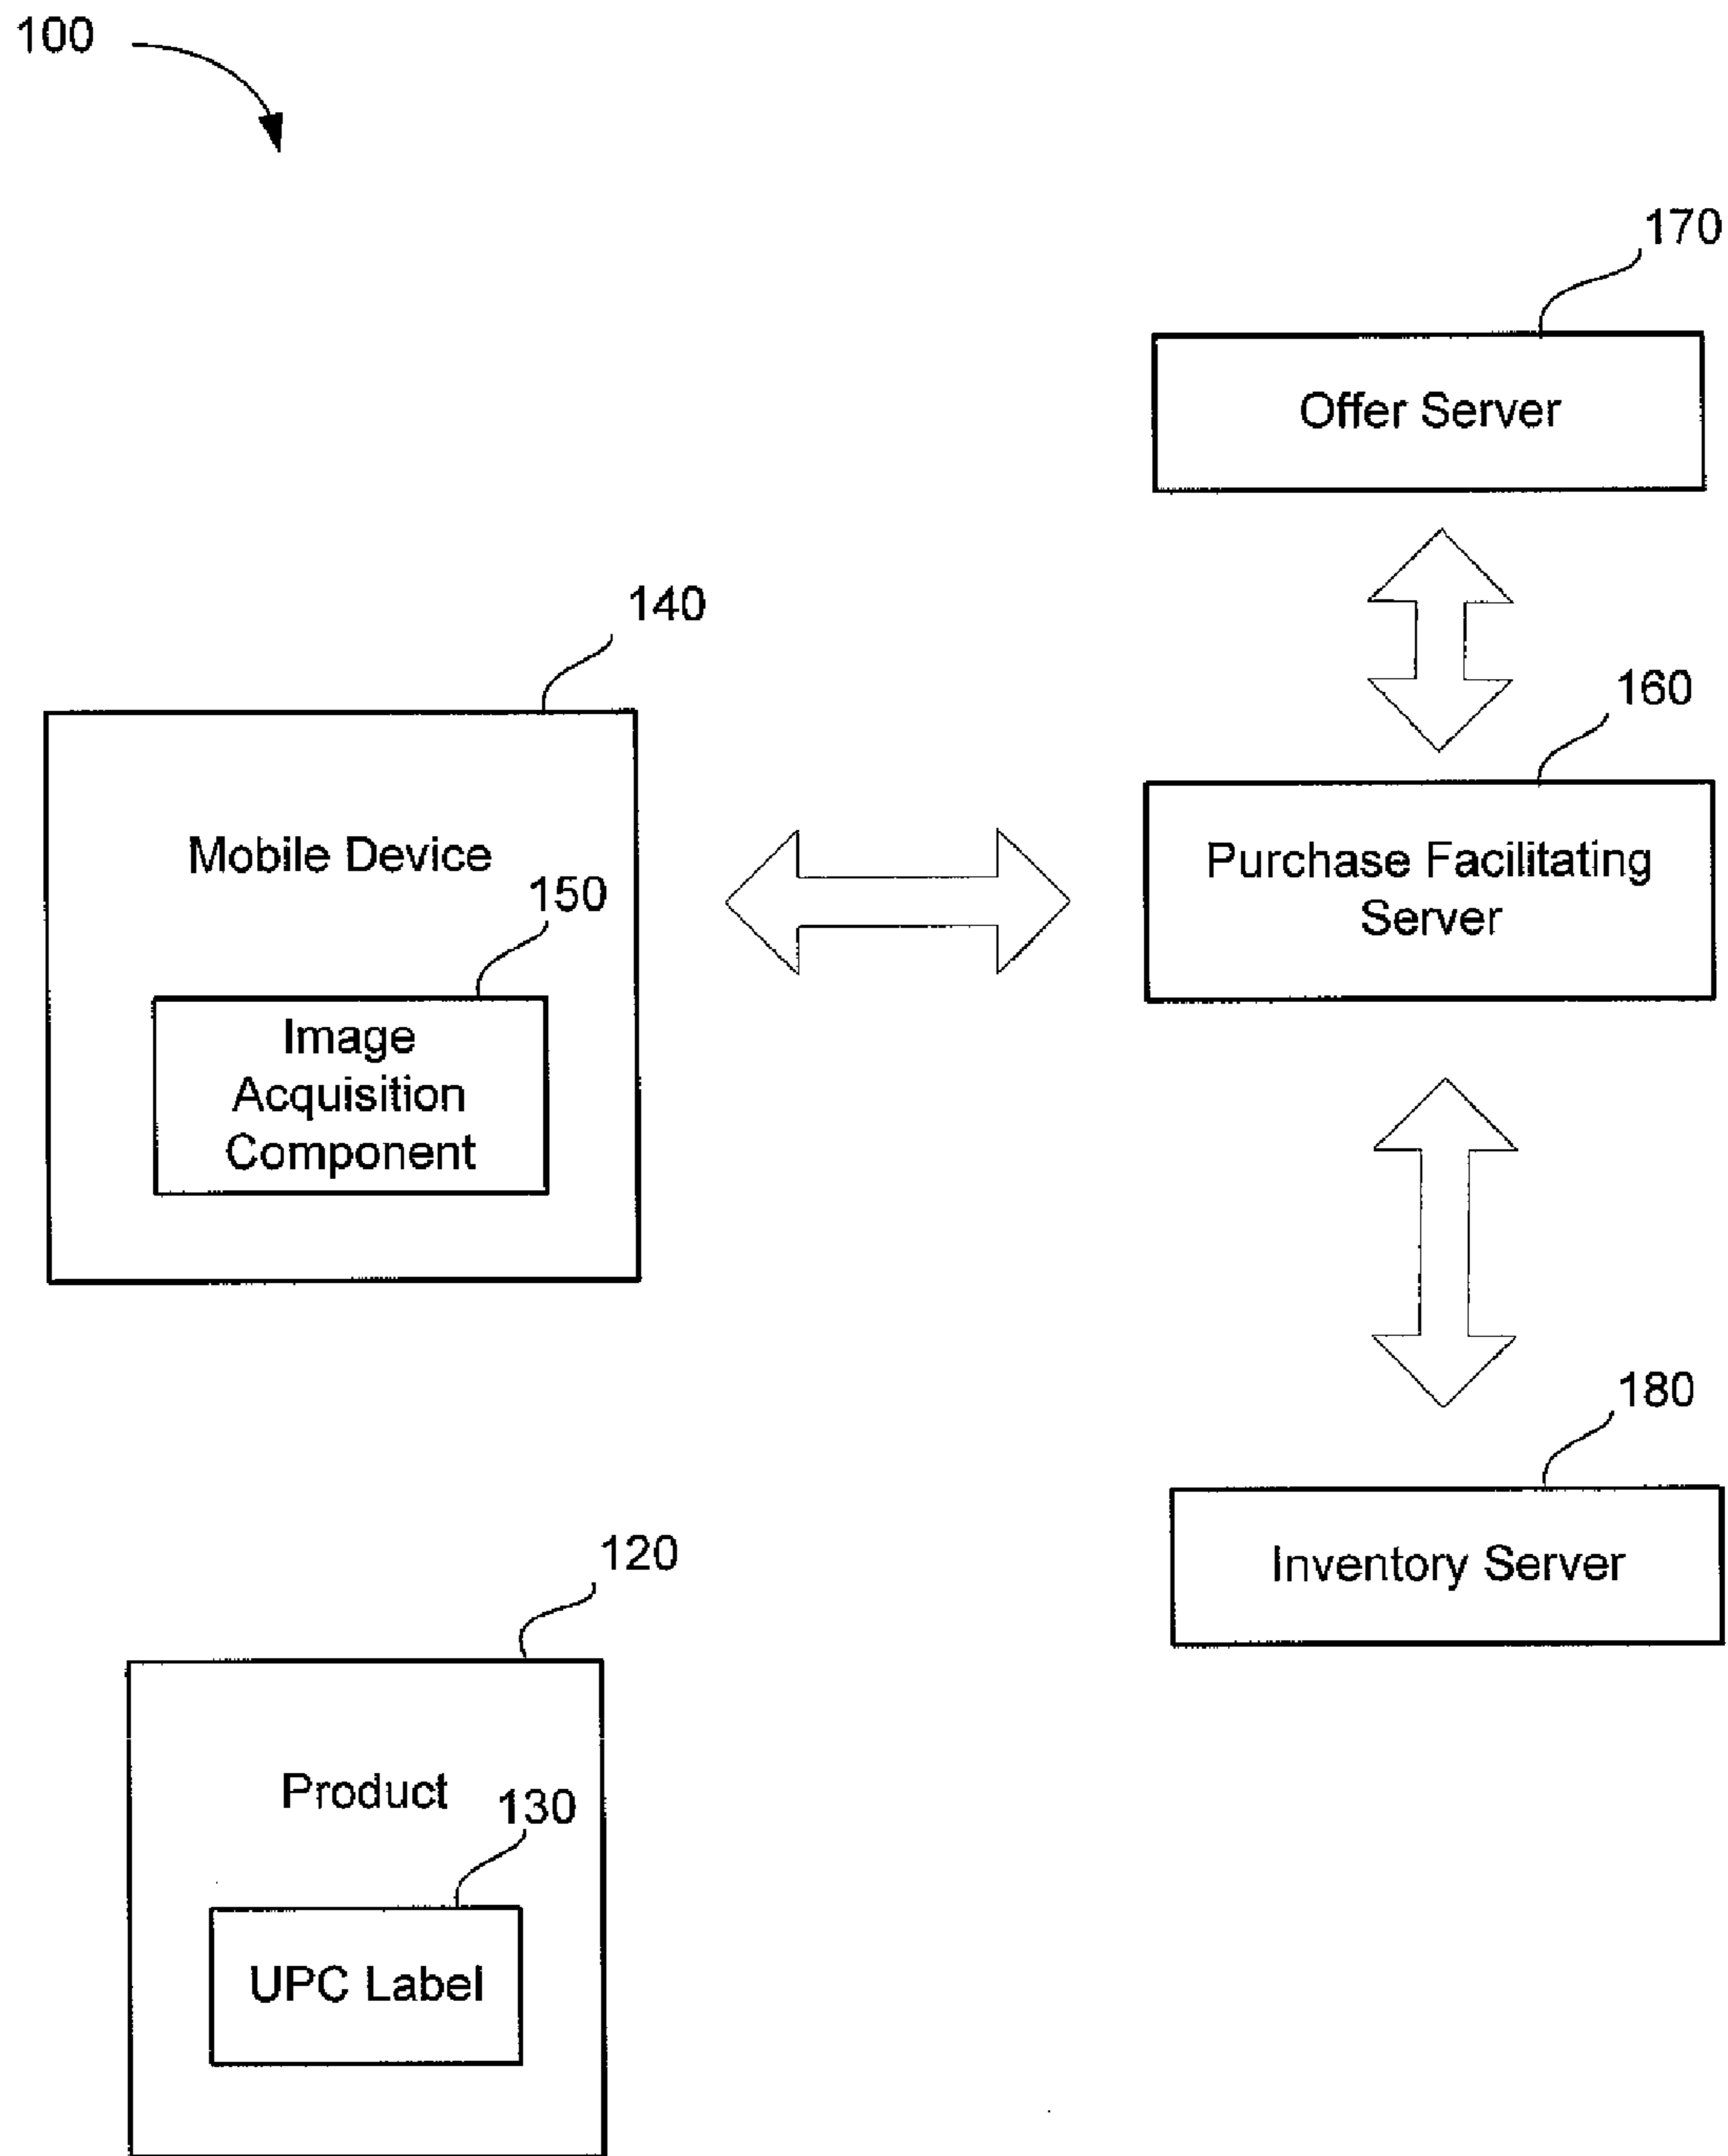 100
170
Offer Server
140
160
Mobile Device
150
Purchase Facilitating
Server
Image
Acquisition
Component
180
Inventory Server
120
Product
130
UPC Label